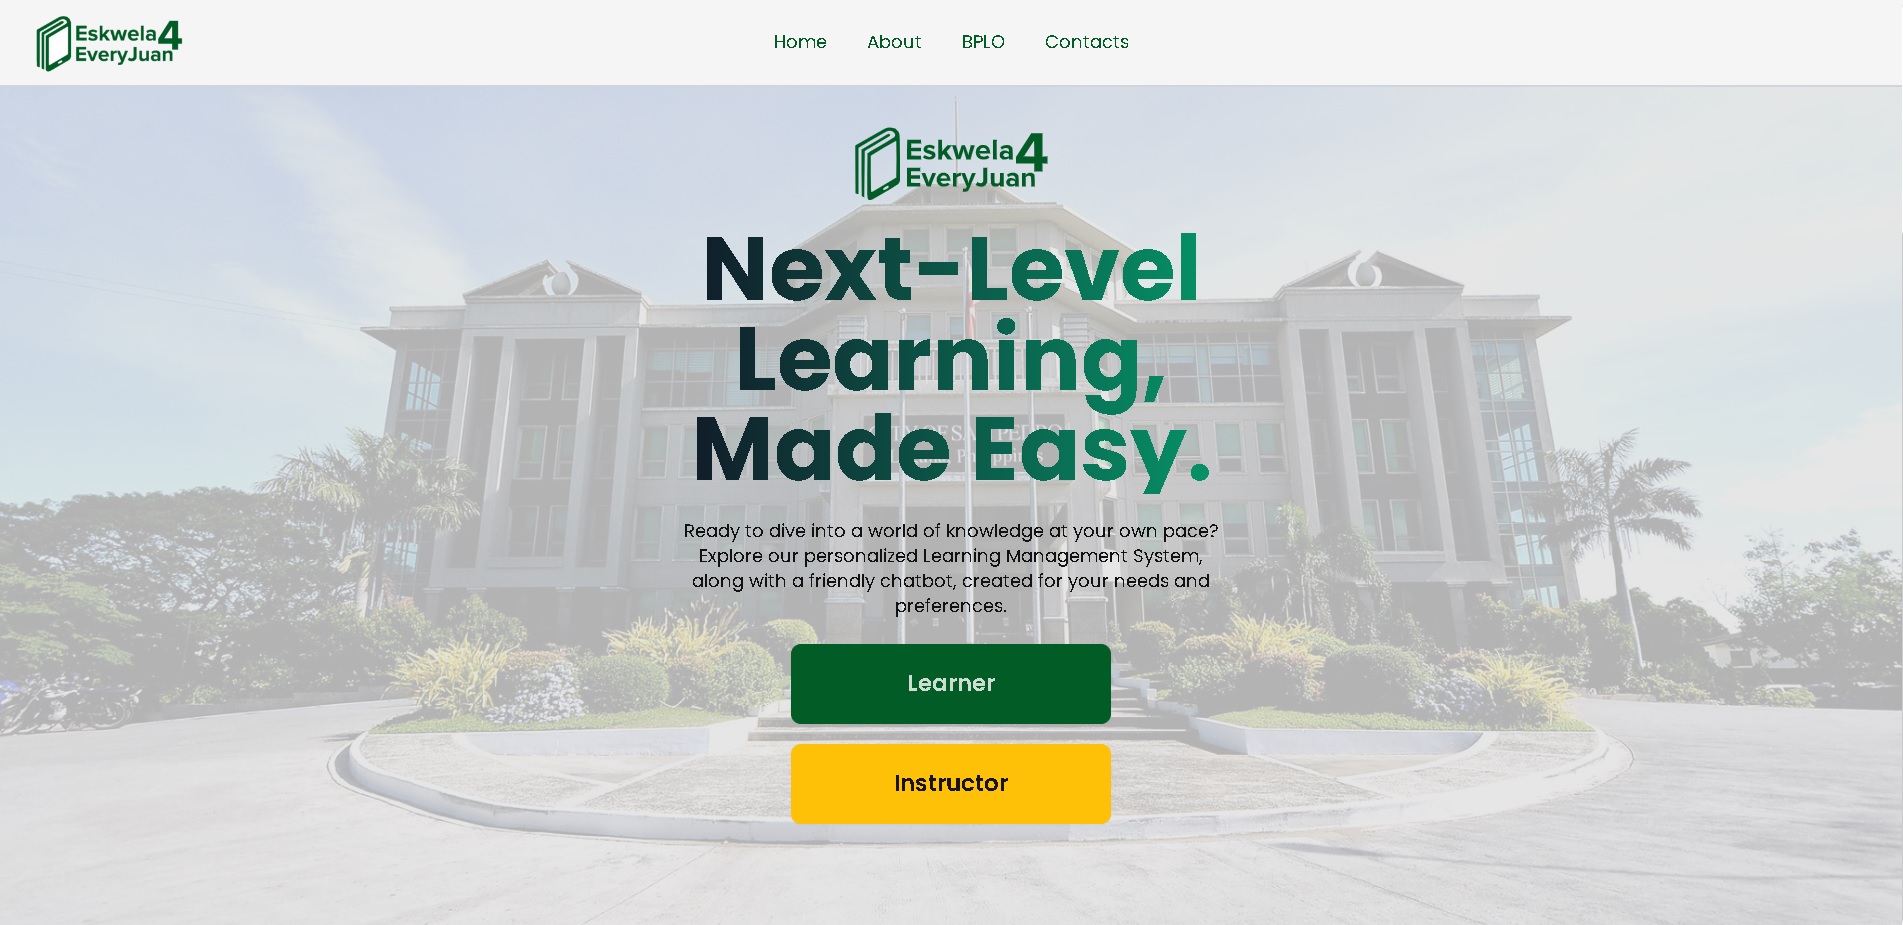 Eskwela4
EveryJuan
Home
About
BPLO
Contacts
Eskwela4
EveryJuan
Next-Level
Learning,
Made Easy.
Ready to dive into a world of knowledge at your own pace?
Explore our personalized Learning Management System,
along with a friendly chatbot, created for your needs and
preferences.
Learner
Instructor